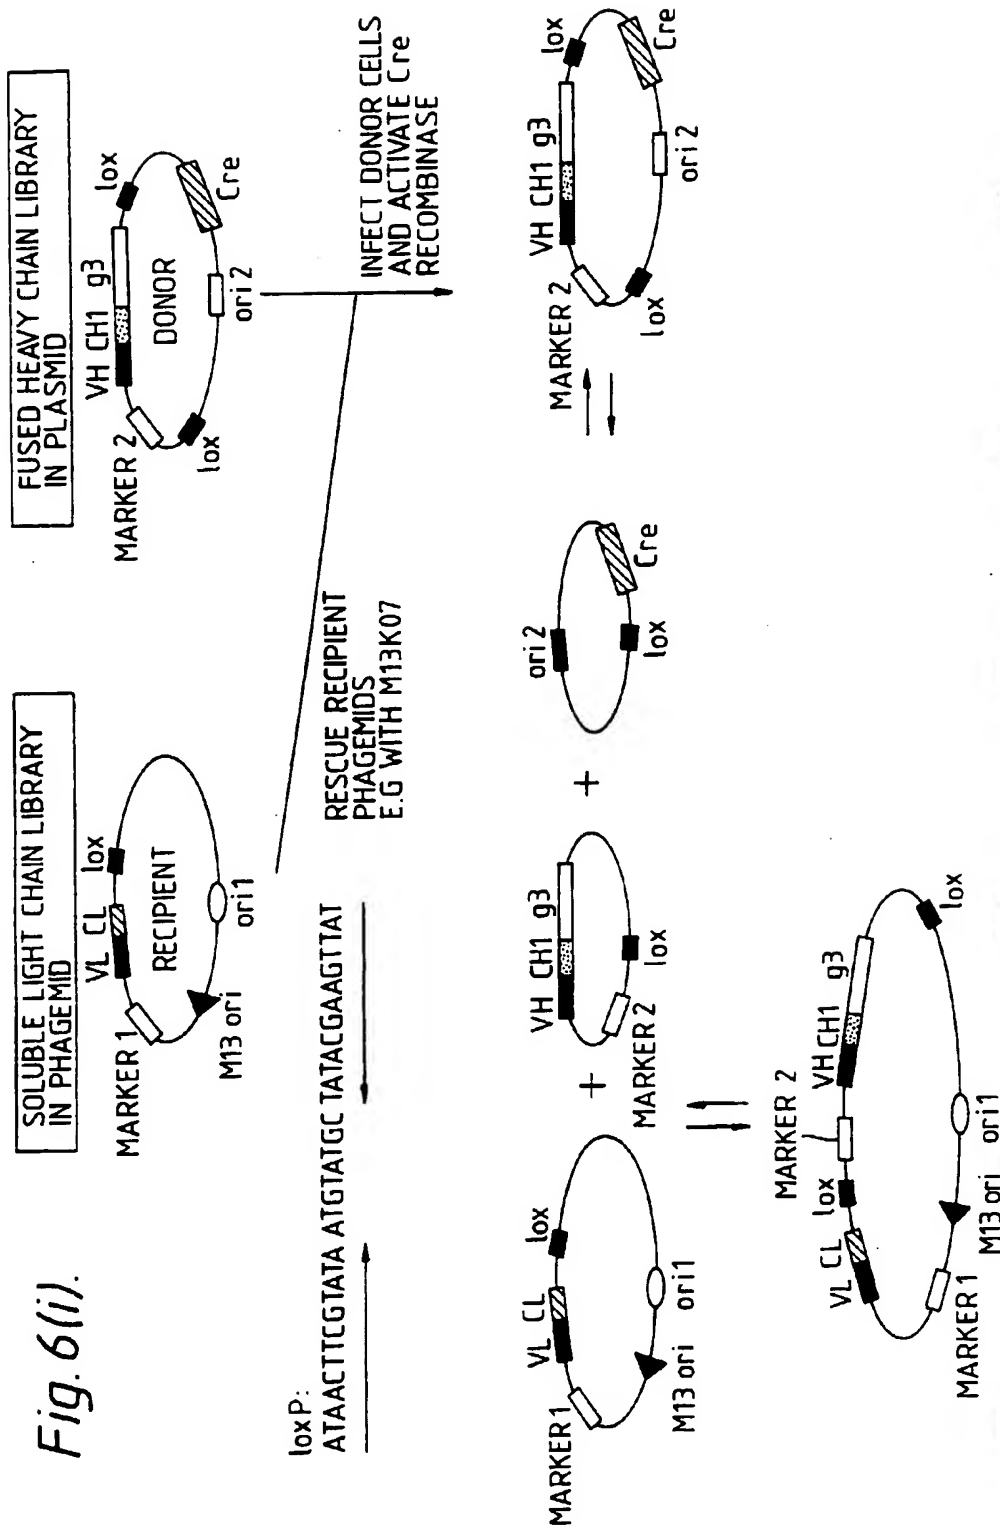 Fig. 6(i).
SOLUBLE LIGHT CHAIN LIBRARY
IN PHAGEMID
FUSED HEAVY CHAIN LIBRARY
IN PLASMID
MARKER 1
VL CL
lox
RECIPIENT
M13 ori
ori1
MARKER 2
VH CH1 g3
lox
DONOR
lox
ori 2
Cre
loxP:
ATAACTTCGTATA ATGTATGC TATACGAAGTTAT
RESCUE RECIPIENT
PHAGEMIDS
E.G WITH M13K07
INFECT DONOR CELLS
AND ACTIVATE Cre
RECOMBINASE
MARKER1
VL CL
lox
M13 ori
ori1
+
VH CH1 g3
MARKER 2
lox
+
ori2
lox
Cre
MARKER 2
VH CH1 g3
lox
lox
ori 2
Cre
MARKER 2
VL CL
lox
VH CH1
g3
lox
MARKER 1
M13 ori
ori1